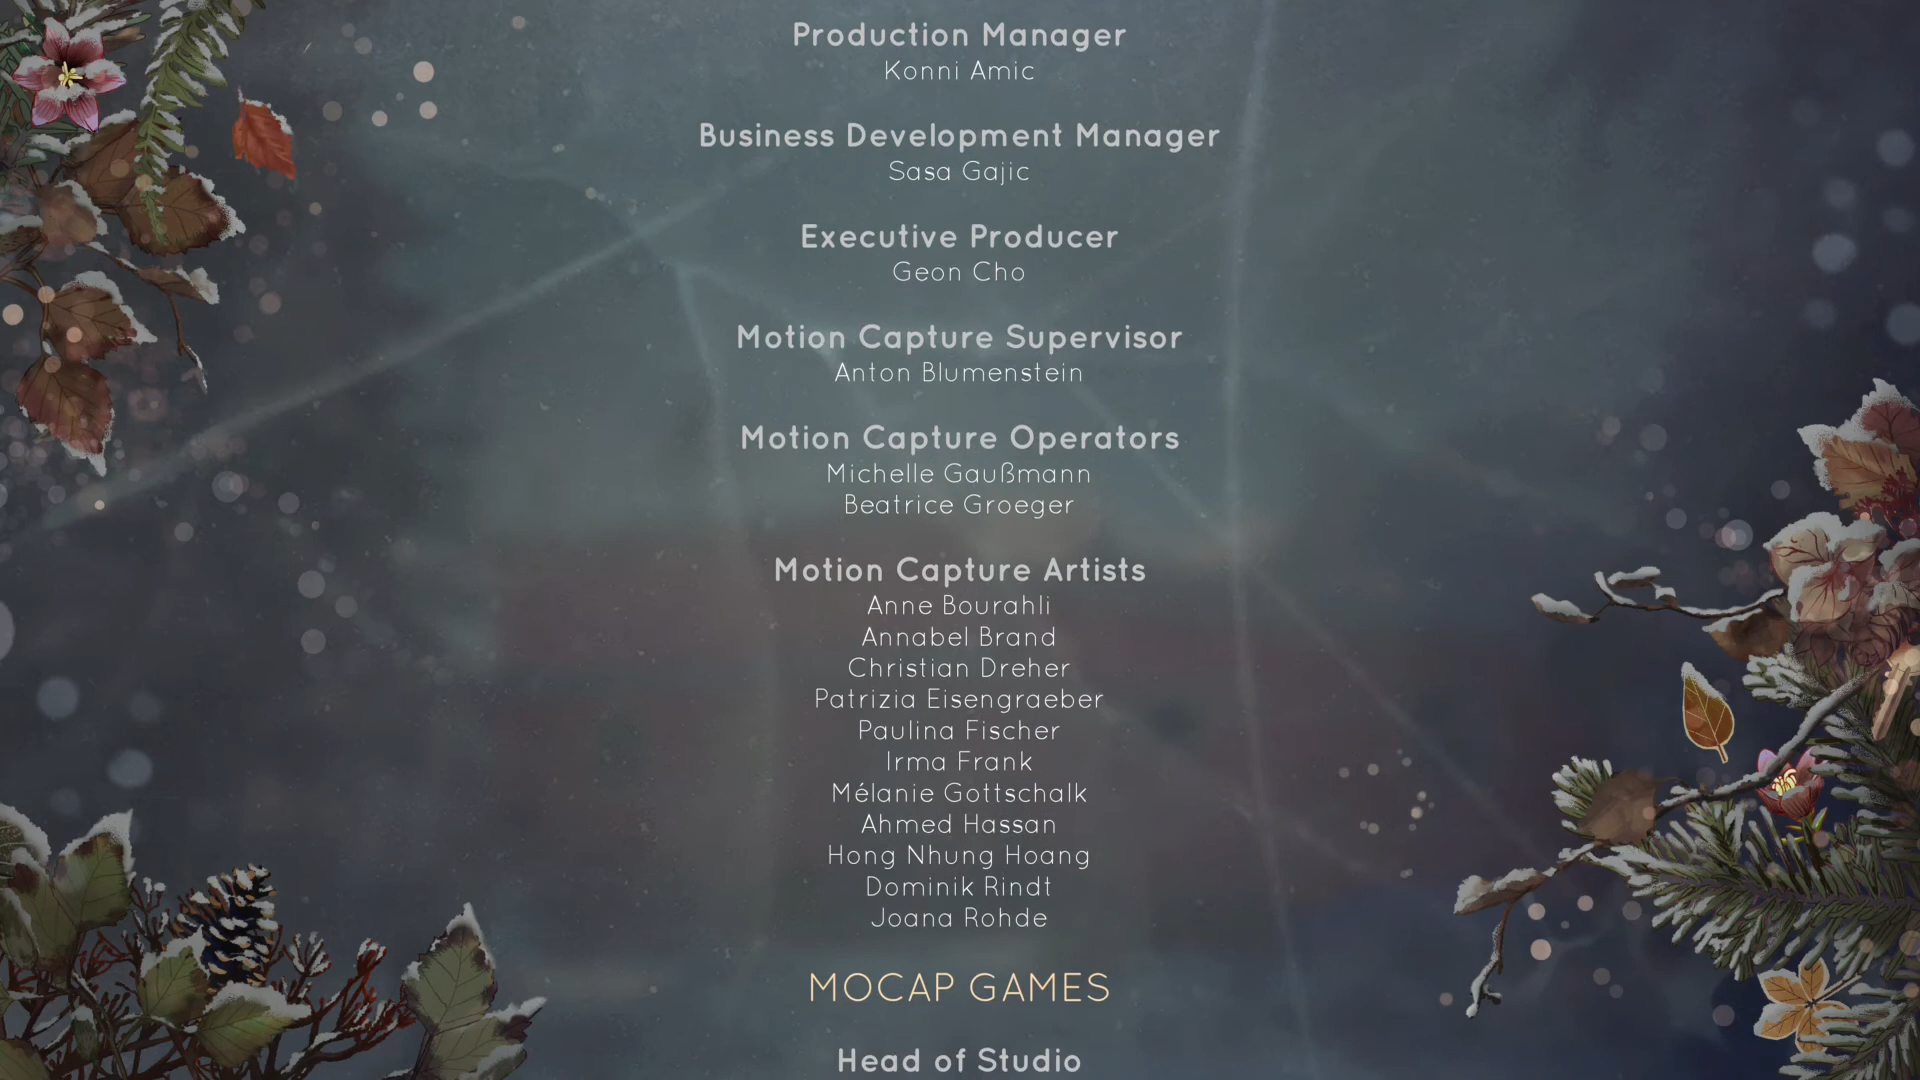 Production Manager
Konni Amic
Business Development Manager
Sasa Gajic
Executive Producer
Geon Cho
Motion Capture Supervisor
Anton Blumenstein
Motion Capture Operators
Michelle Gaußmann
Beatrice Groeger
Motion Capture Artists
Anne Bourahli
Annabel Brand
Christian Dreher
Patrizia Eisengraeber
Paulina Fischer
Irma Frank
Mélanie Gottschalk
Ahmed Hassan
Hong Nhung Hoang
Dominik Rindt
Joana Rohde
MOCAP GAMES
Head of Studio